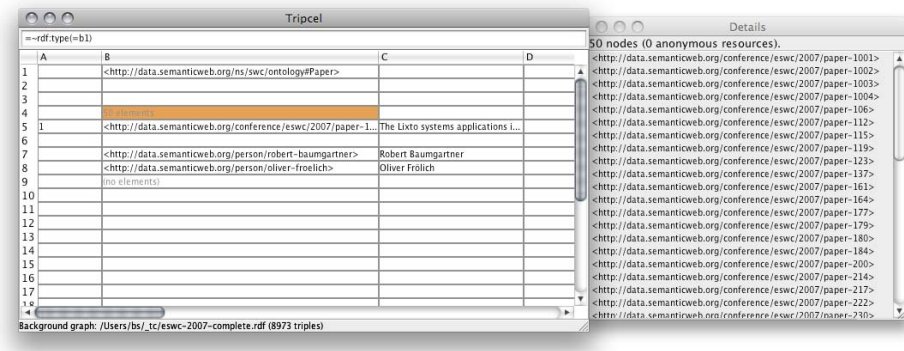 Tripcel
=~rdf:type(=b1)
A B C D
1 <http://data.semanticweb.org/ns/swc/ontology#Paper>
2
3
4 50 elements
5 1 <http://data.semanticweb.org/conference/eswc/2007/paper-1... The Lixto systems applications i...
6
7 <http://data.semanticweb.org/person/robert-baumgartner> Robert Baumgartner
8 <http://data.semanticweb.org/person/oliver-froelich> Oliver Frölich
9 (no elements)
10
11
12
13
14
15
16
17
18
Background graph: /Users/bs/_tc/eswc-2007-complete.rdf (8973 triples)
Details
50 nodes (0 anonymous resources).
<http://data.semanticweb.org/conference/eswc/2007/paper-1001>
<http://data.semanticweb.org/conference/eswc/2007/paper-1002>
<http://data.semanticweb.org/conference/eswc/2007/paper-1003>
<http://data.semanticweb.org/conference/eswc/2007/paper-1004>
<http://data.semanticweb.org/conference/eswc/2007/paper-106>
<http://data.semanticweb.org/conference/eswc/2007/paper-112>
<http://data.semanticweb.org/conference/eswc/2007/paper-115>
<http://data.semanticweb.org/conference/eswc/2007/paper-119>
<http://data.semanticweb.org/conference/eswc/2007/paper-123>
<http://data.semanticweb.org/conference/eswc/2007/paper-137>
<http://data.semanticweb.org/conference/eswc/2007/paper-161>
<http://data.semanticweb.org/conference/eswc/2007/paper-164>
<http://data.semanticweb.org/conference/eswc/2007/paper-177>
<http://data.semanticweb.org/conference/eswc/2007/paper-179>
<http://data.semanticweb.org/conference/eswc/2007/paper-180>
<http://data.semanticweb.org/conference/eswc/2007/paper-184>
<http://data.semanticweb.org/conference/eswc/2007/paper-200>
<http://data.semanticweb.org/conference/eswc/2007/paper-214>
<http://data.semanticweb.org/conference/eswc/2007/paper-217>
<http://data.semanticweb.org/conference/eswc/2007/paper-222>
<http://data.semanticweb.org/conference/eswc/2007/paper-230>